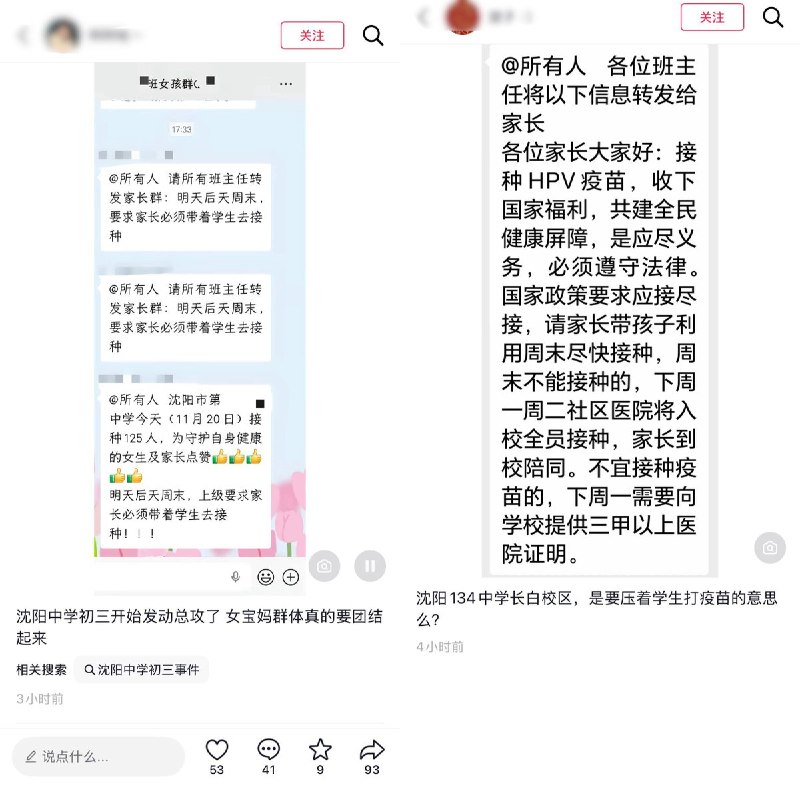 关注
班女孩群(
17:33
@所有人 请所有班主任转
发家长群：明天后天周末，
要求家长必须带着学生去接
种
@所有人 请所有班主任转
发家长群：明天后天周末，
要求家长必须带着学生去接
种
@所有人 沈阳市第
中学今天（11月20日）接
种125人，为守护自身健康
的女生及家长点赞👍👍👍
👍👍
明天后天周末，上级要求家
长必须带着学生去接
种！！！
沈阳中学初三开始发动总攻了 女宝妈群体真的要团结
起来
相关搜索 沈阳中学初三事件
3小时前
说点什么... 53 41 9 93
关注
@所有人 各位班主
任将以下信息转发给
家长
各位家长大家好：接
种HPV疫苗，收下
国家福利，共建全民
健康屏障，是应尽义
务，必须遵守法律。
国家政策要求应接尽
接，请家长带孩子利
用周末尽快接种，周
末不能接种的，下周
一周二社区医院将入
校全员接种，家长到
校陪同。不宜接种疫
苗的，下周一需要向
学校提供三甲以上医
院证明。
沈阳134中学长白校区，是要压着学生打疫苗的意思
么？
4小时前